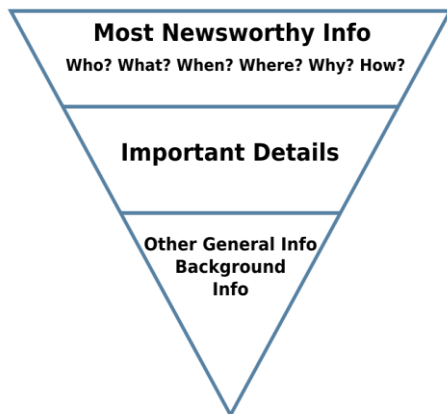 Most Newsworthy Info
Who? What? When? Where? Why? How?
Important Details
Other General Info
Background
Info